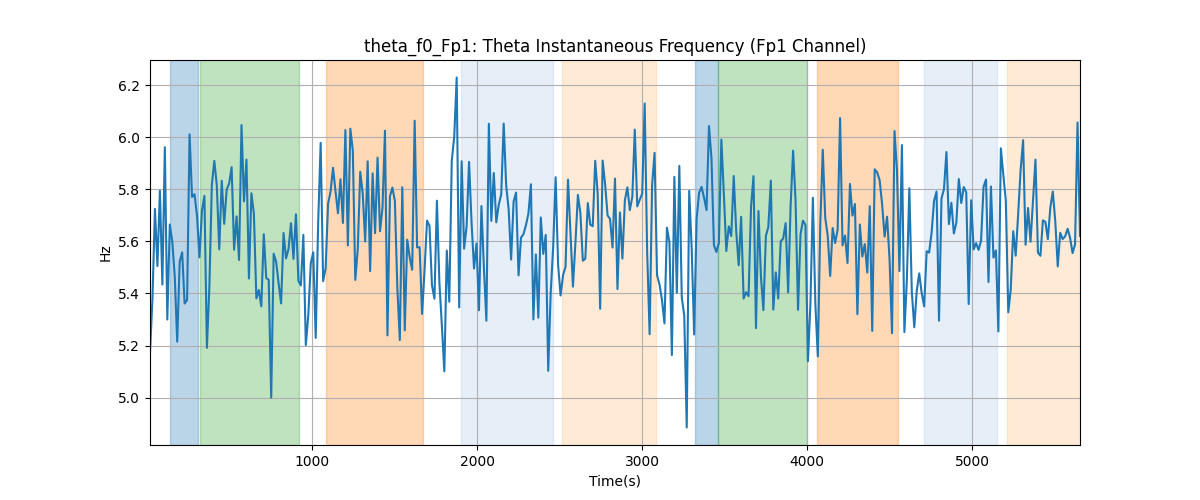 theta_f0_Fp1: Theta Instantaneous Frequency (Fp1 Channel)
6.2
6.0
5.8
5.6
5.4
5.2
5.0
Hz
1000 2000 3000 4000 5000
Time(s)